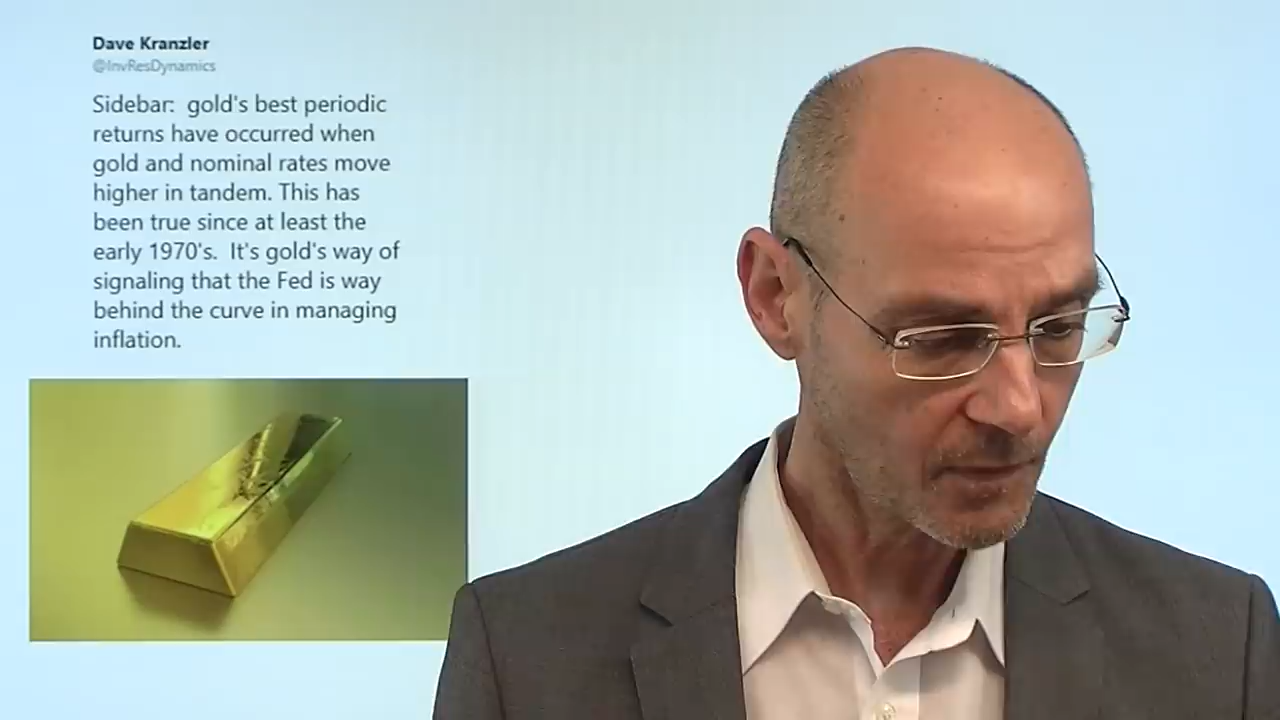 Dave Kranzler
@InvResDynamics
Sidebar:  gold's best periodic
returns have occurred when
gold and nominal rates move
higher in tandem. This has
been true since at least the
early 1970's.  It's gold's way of
signaling that the Fed is way
behind the curve in managing
inflation.